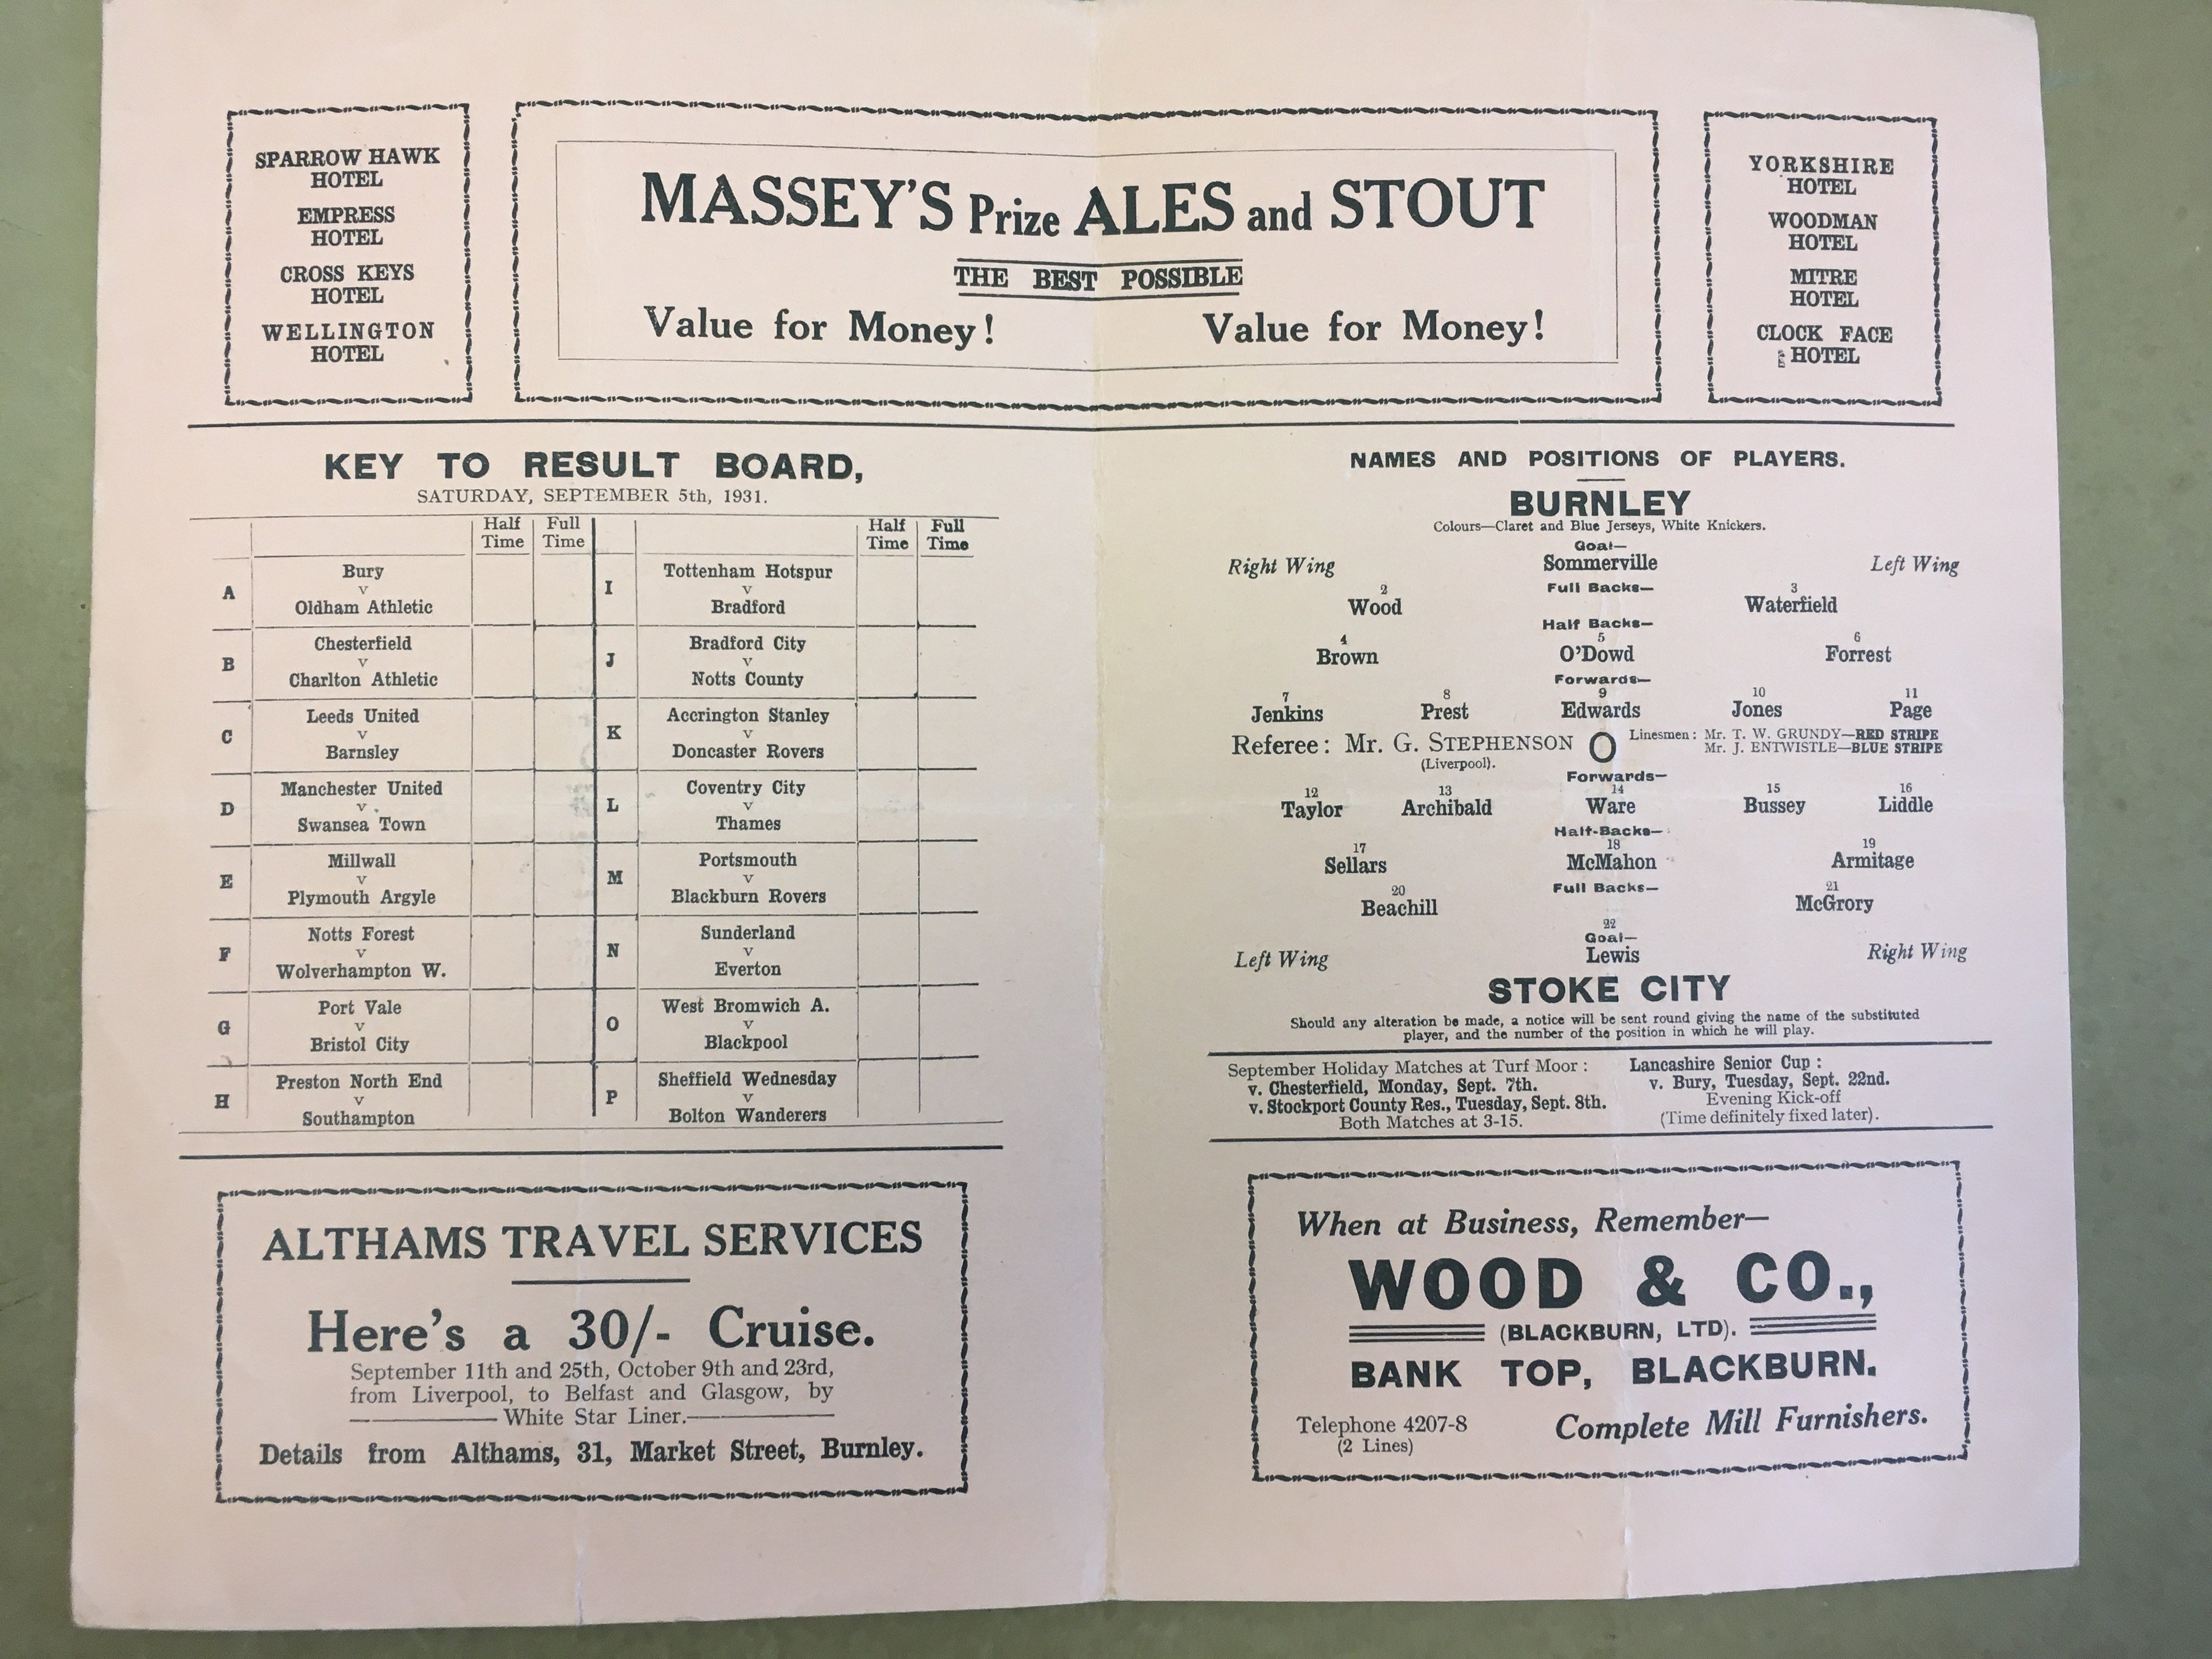 SPARROW HAWK
HOTEL
EMPRESS
HOTEL
CROSS KEYS
HOTEL
WELLINGTON
HOTEL
MASSEY'S Prize ALES and STOUT
THE BEST POSSIBLE
Value for Money! Value for Money!
YORKSHIRE
HOTEL
WOODMAN
HOTEL
MITRE
HOTEL
CLOCK FACE
HOTEL
KEY TO RESULT BOARD,
SATURDAY, SEPTEMBER 5th, 1931.
Half Time Full Time Half Time Full Time
A Bury v Oldham Athletic
B Chesterfield v Charlton Athletic
C Leeds United v Barnsley
D Manchester United v Swansea Town
E Millwall v Plymouth Argyle
F Notts Forest v Wolverhampton W.
G Port Vale v Bristol City
H Preston North End v Southampton
I Tottenham Hotspur v Bradford
J Bradford City v Notts County
K Accrington Stanley v Doncaster Rovers
L Coventry City v Thames
M Portsmouth v Blackburn Rovers
N Sunderland v Everton
O West Bromwich A. v Blackpool
P Sheffield Wednesday v Bolton Wanderers
ALTHAMS TRAVEL SERVICES
Here's a 30/- Cruise.
September 11th and 25th, October 9th and 23rd,
from Liverpool, to Belfast and Glasgow, by
White Star Liner.
Details from Althams, 31, Market Street, Burnley.
NAMES AND POSITIONS OF PLAYERS.
BURNLEY
Colours—Claret and Blue Jerseys, White Knickers.
Goal—
Right Wing Sommerville Left Wing
2 Full Backs— 3
Wood Waterfield
Half Backs—
4 5 6
Brown O'Dowd Forrest
Forwards—
7 8 9 10 11
Jenkins Prest Edwards Jones Page
Referee: Mr. G. STEPHENSON O Linesmen: Mr. T. W. GRUNDY—RED STRIPE
(Liverpool). Mr. J. ENTWISTLE—BLUE STRIPE
Forwards—
12 13 14 15 16
Taylor Archibald Ware Bussey Liddle
Half-Backs—
17 18 19
Sellars McMahon Armitage
20 Full Backs— 21
Beachill McGrory
22
Goal—
Left Wing Lewis Right Wing
STOKE CITY
Should any alteration be made, a notice will be sent round giving the name of the substituted
player, and the number of the position in which he will play.
September Holiday Matches at Turf Moor:
v. Chesterfield, Monday, Sept. 7th.
v. Stockport County Res., Tuesday, Sept. 8th.
Both Matches at 3-15.
Lancashire Senior Cup:
v. Bury, Tuesday, Sept. 22nd.
Evening Kick-off
(Time definitely fixed later).
When at Business, Remember—
WOOD & CO.,
(BLACKBURN, LTD).
BANK TOP, BLACKBURN.
Telephone 4207-8 Complete Mill Furnishers.
(2 Lines)